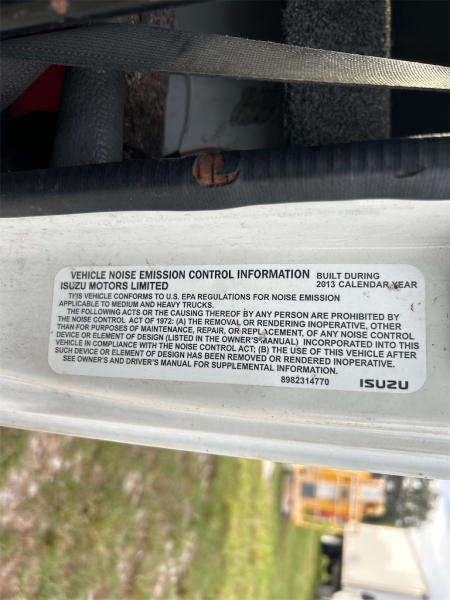 VEHICLE NOISE EMISSION CONTROL INFORMATION
ISUZU MOTORS LIMITED
BUILT DURING
2013 CALENDAR YEAR
THIS VEHICLE CONFORMS TO U.S. EPA REGULATIONS FOR NOISE EMISSION
APPLICABLE TO MEDIUM AND HEAVY TRUCKS.
THE FOLLOWING ACTS OR THE CAUSING THEREOF BY ANY PERSON ARE PROHIBITED BY
THE NOISE CONTROL ACT OF 1972: (A) THE REMOVAL OR RENDERING INOPERATIVE, OTHER
THAN FOR PURPOSES OF MAINTENANCE, REPAIR, OR REPLACEMENT, OF ANY NOISE CONTROL
DEVICE OR ELEMENT OF DESIGN (LISTED IN THE OWNER'S MANUAL) INCORPORATED INTO THIS
VEHICLE IN COMPLIANCE WITH THE NOISE CONTROL ACT; (B) THE USE OF THIS VEHICLE AFTER
SUCH DEVICE OR ELEMENT OF DESIGN HAS BEEN REMOVED OR RENDERED INOPERATIVE.
SEE OWNER'S AND DRIVER'S MANUAL FOR SUPPLEMENTAL INFORMATION.
8982314770
ISUZU